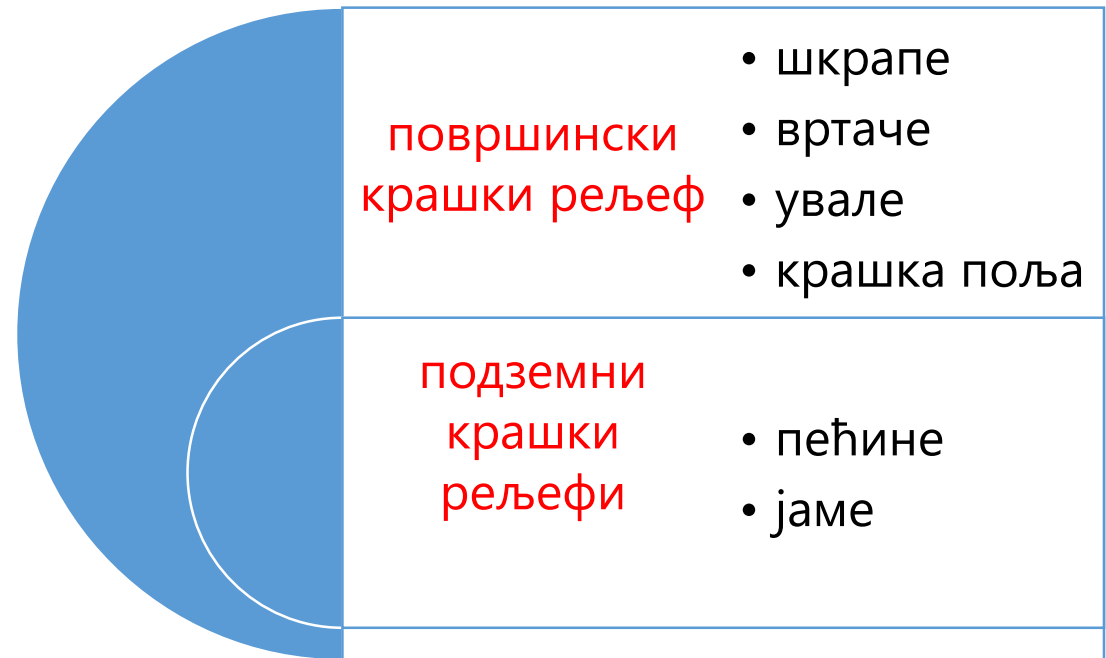 површински
крашки рељеф
• шкрапе
• вртаче
• увале
• крашка поља
подземни
крашки
рељефи
• пећине
• јаме